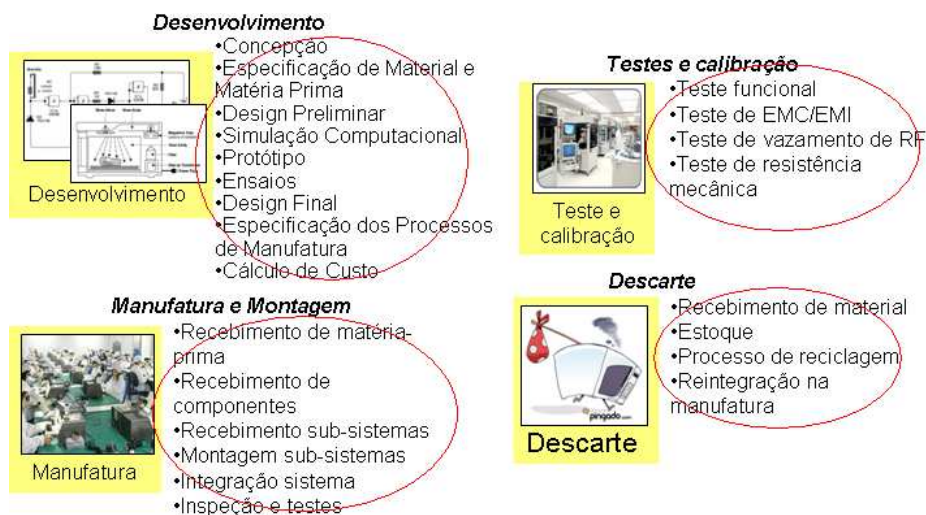 Desenvolvimento
•Concepção
•Especificação de Material e
Matéria Prima
•Design Preliminar
•Simulação Computacional
•Protótipo
•Ensaios
•Design Final
•Especificação dos Processos
de Manufatura
•Cálculo de Custo
Desenvolvimento
Manufatura e Montagem
•Recebimento de matéria-
prima
•Recebimento de
componentes
•Recebimento sub-sistemas
•Montagem sub-sistemas
•Integração sistema
•Inspeção e testes
Manufatura
Testes e calibração
•Teste funcional
•Teste de EMC/EMI
•Teste de vazamento de RF
•Teste de resistência
mecânica
Teste e
calibração
Descarte
•Recebimento de material
•Estoque
•Processo de reciclagem
•Reintegração na
manufatura
pingado.com
Descarte